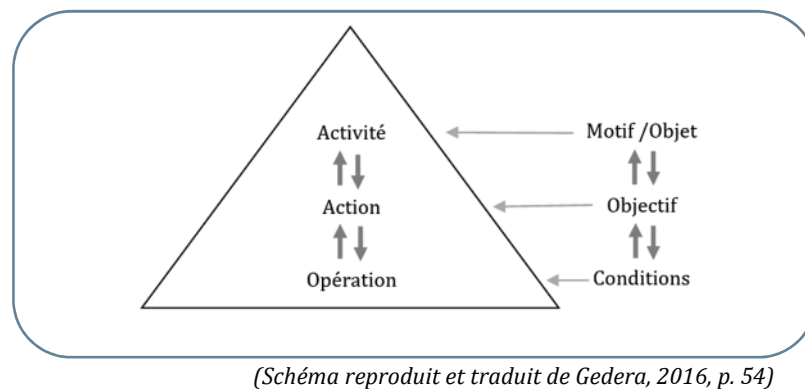 Activité Motif /Objet
Action Objectif
Opération Conditions
(Schéma reproduit et traduit de Gedera, 2016, p. 54)